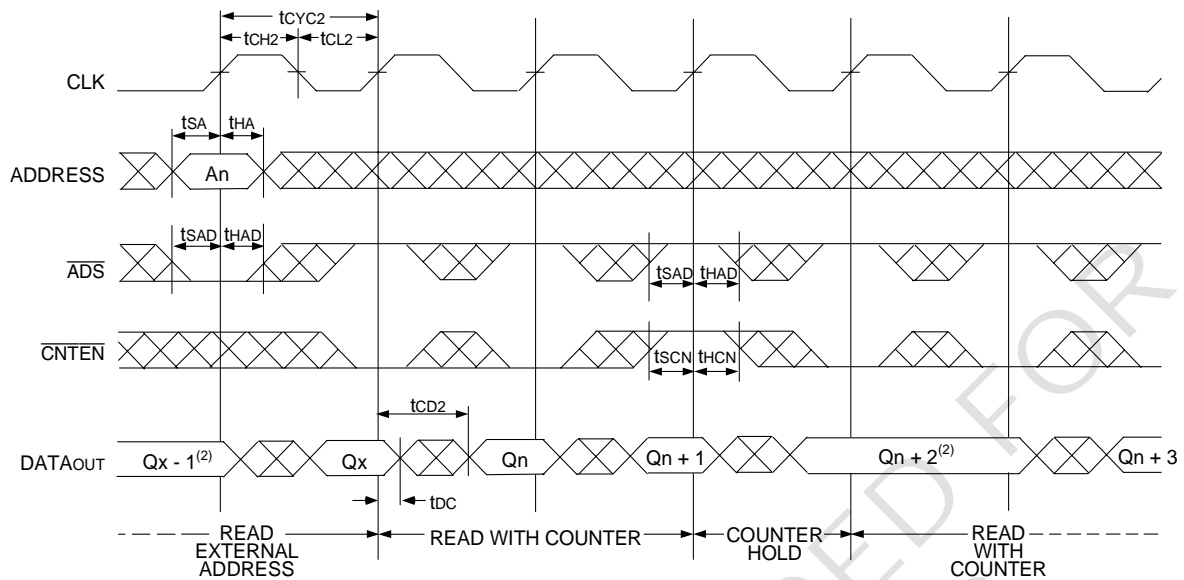 tCYC2
tCH2 tCL2
CLK
tSA tHA
ADDRESS An
tSAD tHAD
ADS tSAD tHAD
CNTEN tSCN tHCN
tCD2
DATAOUT Qx - 1(2) Qx Qn Qn + 1 Qn + 2(2) Qn + 3
tDC
READ EXTERNAL ADDRESS
READ WITH COUNTER
COUNTER HOLD
READ WITH COUNTER
ED FOR